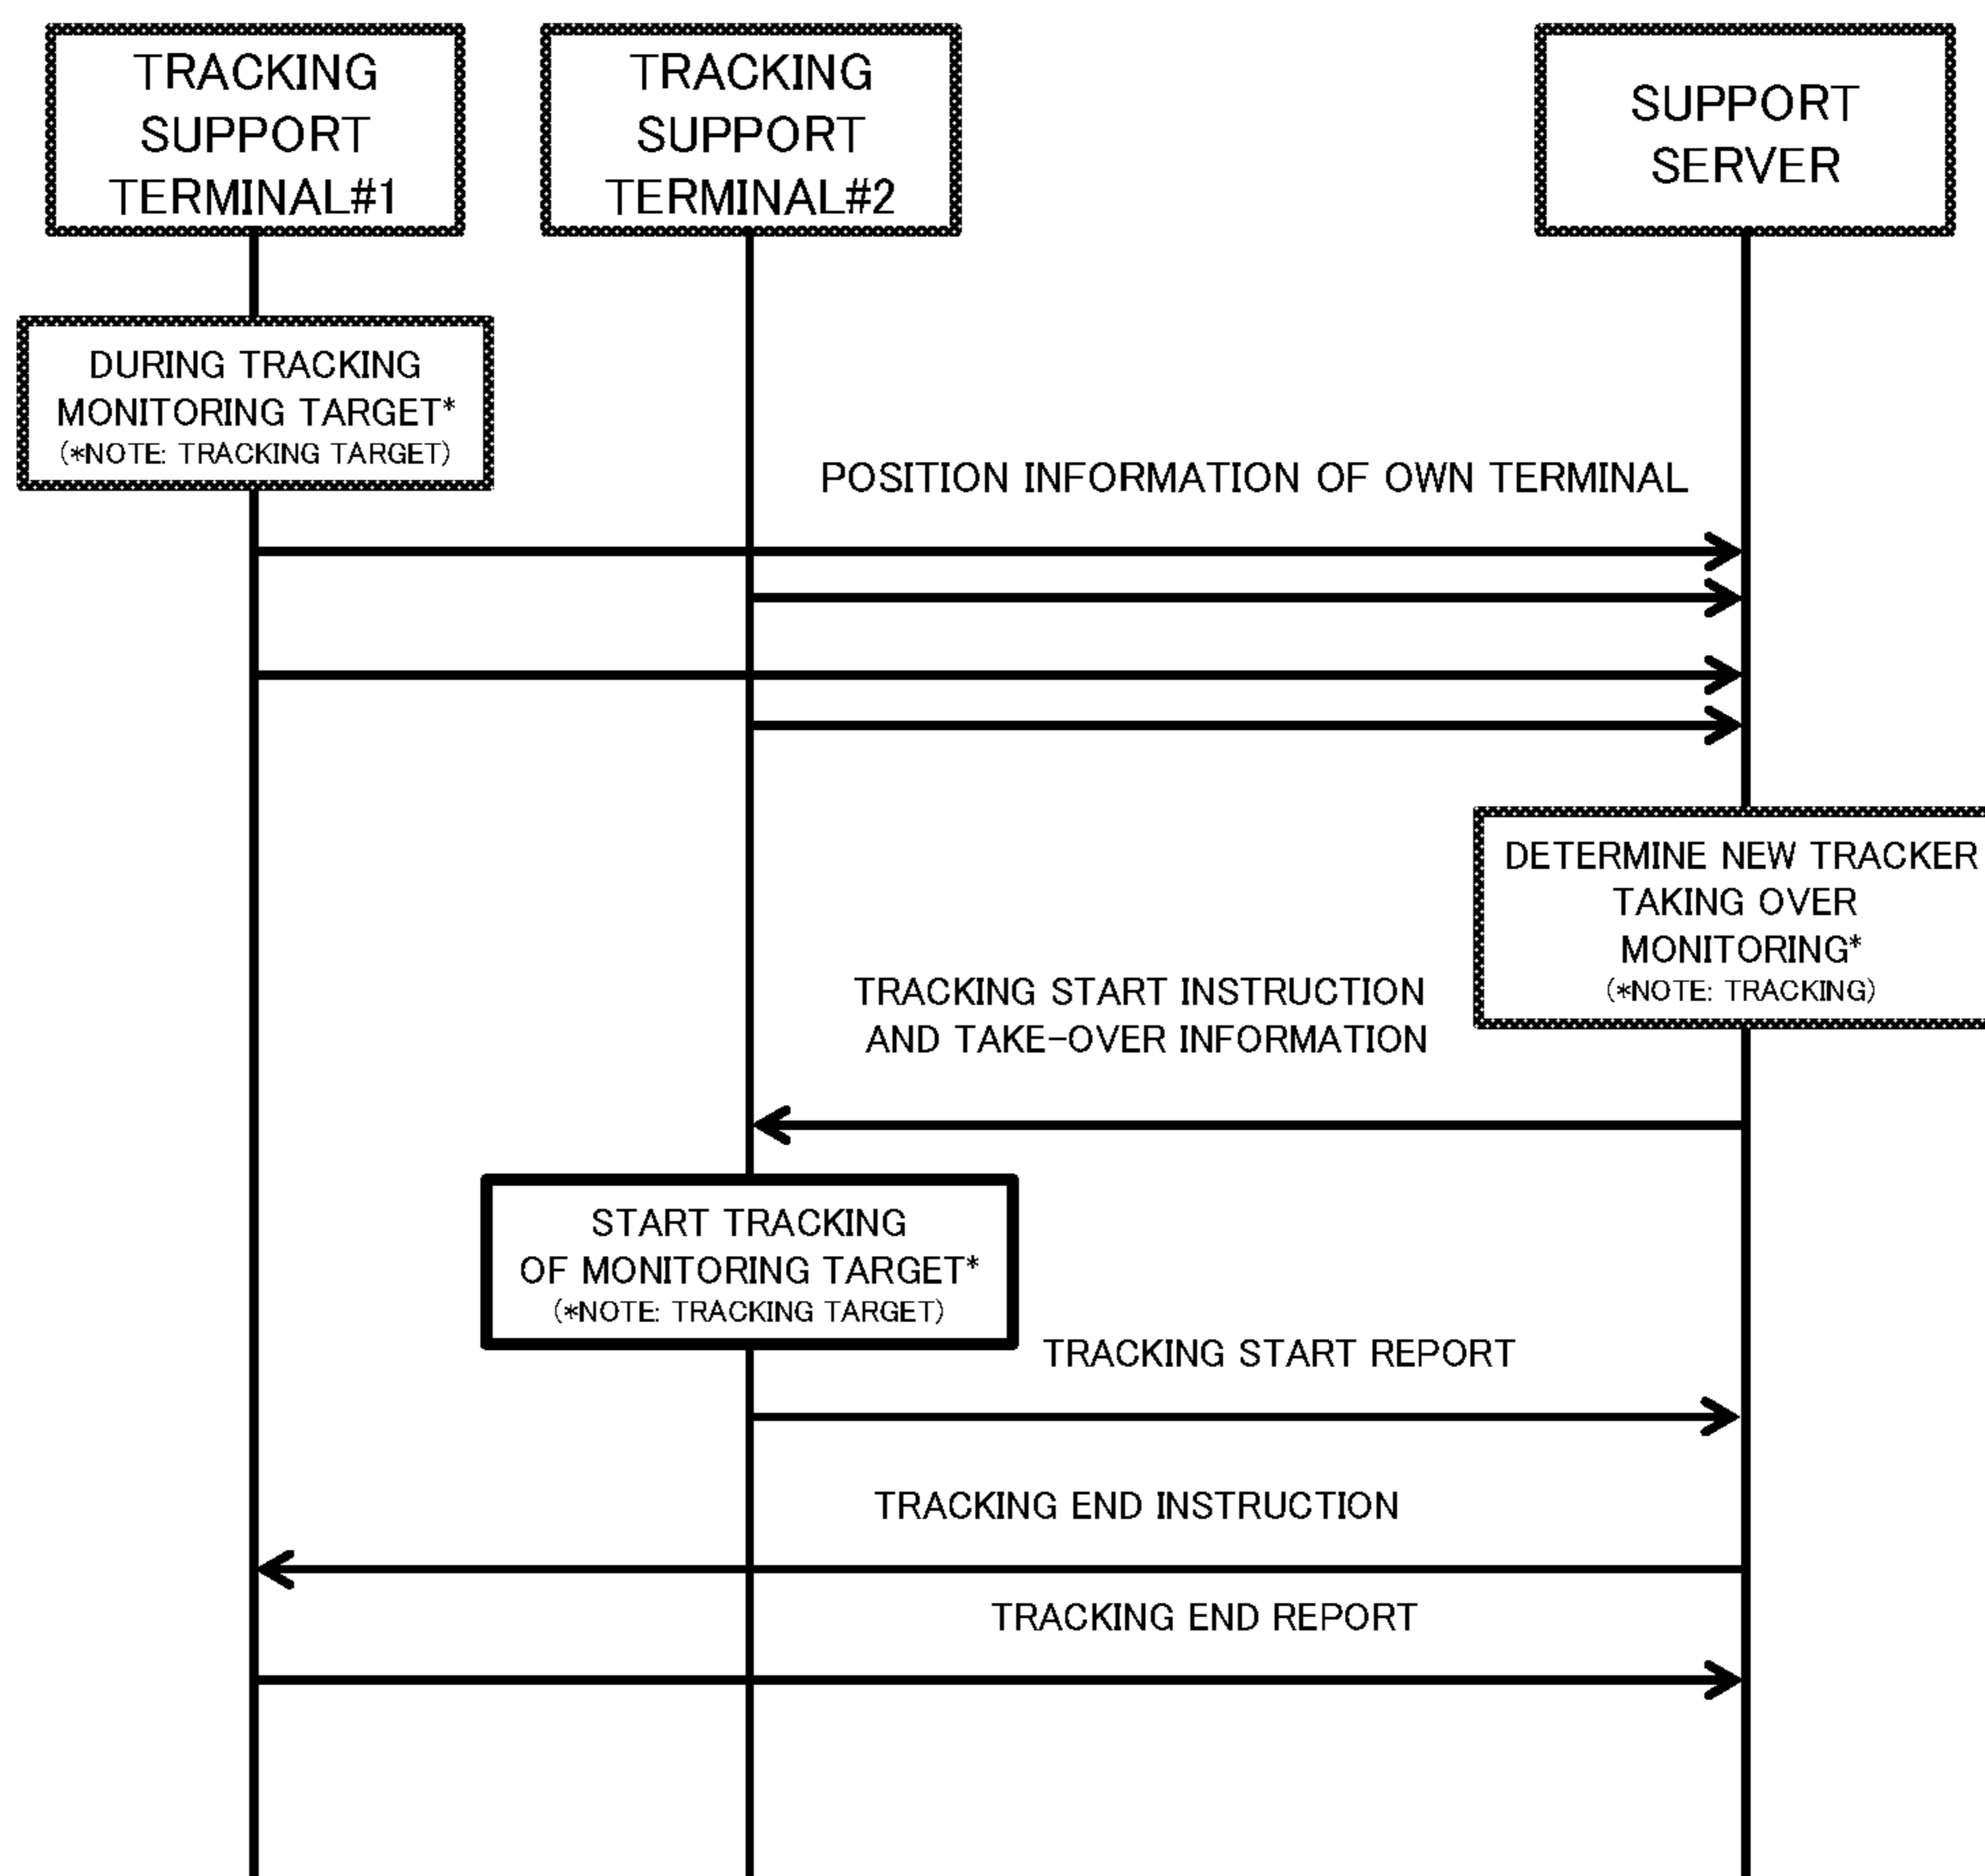 TRACKING
SUPPORT
TERMINAL#1
TRACKING
SUPPORT
TERMINAL#2
SUPPORT
SERVER
DURING TRACKING
MONITORING TARGET*
(*NOTE: TRACKING TARGET)
POSITION INFORMATION OF OWN TERMINAL
DETERMINE NEW TRACKER
TAKING OVER
MONITORING*
(*NOTE: TRACKING)
TRACKING START INSTRUCTION
AND TAKE-OVER INFORMATION
START TRACKING
OF MONITORING TARGET*
(*NOTE: TRACKING TARGET)
TRACKING START REPORT
TRACKING END INSTRUCTION
TRACKING END REPORT